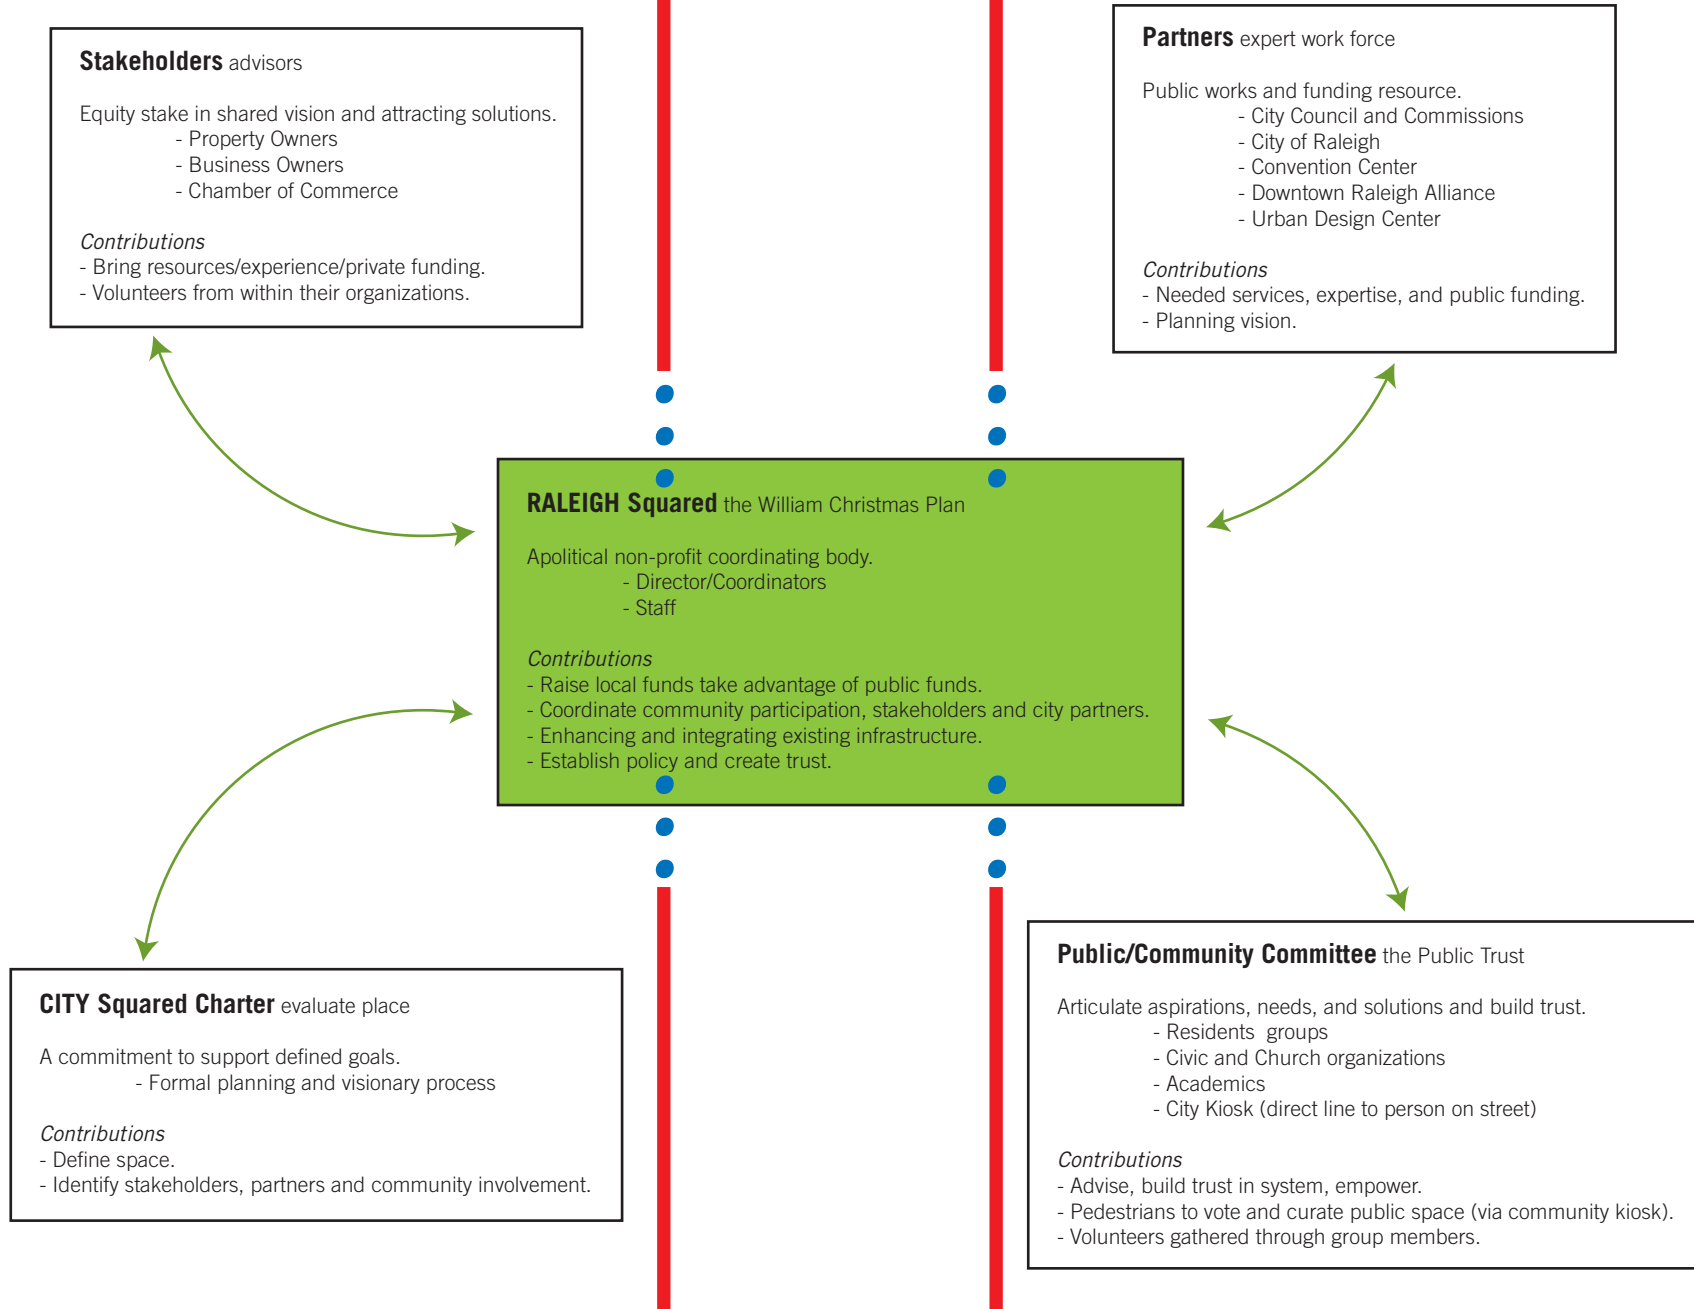 Stakeholders advisors
Equity stake in shared vision and attracting solutions.
- Property Owners
- Business Owners
- Chamber of Commerce
Contributions
- Bring resources/experience/private funding.
- Volunteers from within their organizations.
Partners expert work force
Public works and funding resource.
- City Council and Commissions
- City of Raleigh
- Convention Center
- Downtown Raleigh Alliance
- Urban Design Center
Contributions
- Needed services, expertise, and public funding.
- Planning vision.
RALEIGH Squared the William Christmas Plan
Apolitical non-profit coordinating body.
- Director/Coordinators
- Staff
Contributions
- Raise local funds take advantage of public funds.
- Coordinate community participation, stakeholders and city partners.
- Enhancing and integrating existing infrastructure.
- Establish policy and create trust.
CITY Squared Charter evaluate place
A commitment to support defined goals.
- Formal planning and visionary process
Contributions
- Define space.
- Identify stakeholders, partners and community involvement.
Public/Community Committee the Public Trust
Articulate aspirations, needs, and solutions and build trust.
- Residents  groups
- Civic and Church organizations
- Academics
- City Kiosk (direct line to person on street)
Contributions
- Advise, build trust in system, empower.
- Pedestrians to vote and curate public space (via community kiosk).
- Volunteers gathered through group members.